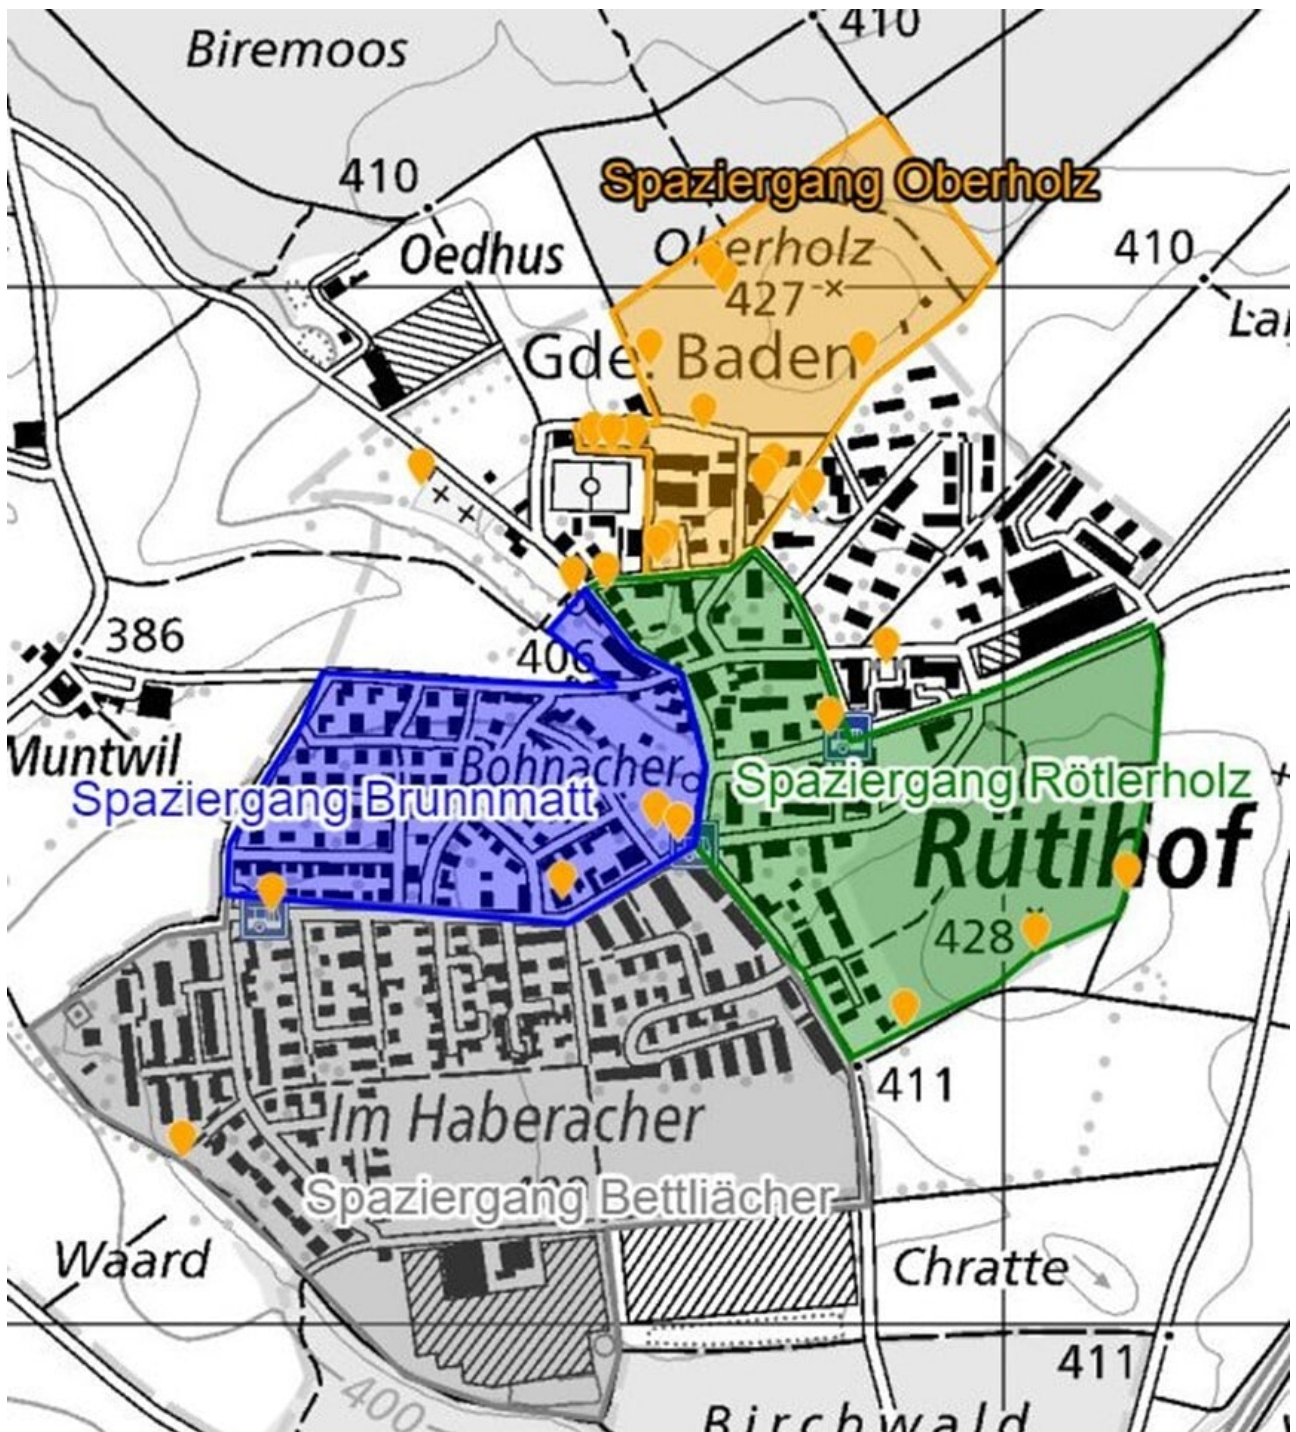 410
Biremoos
410
Spaziergang Oberholz
Oberholz
Oedhus
410
427
Gde. Baden
386
406
Muntwil
Bohnacher
Spaziergang Rötlerholz
Spaziergang Brunnmatt
Rütihof
428
411
Im Haberacher
Spaziergang Bettliächer
Waard
Chratte
411
400
Birchwald